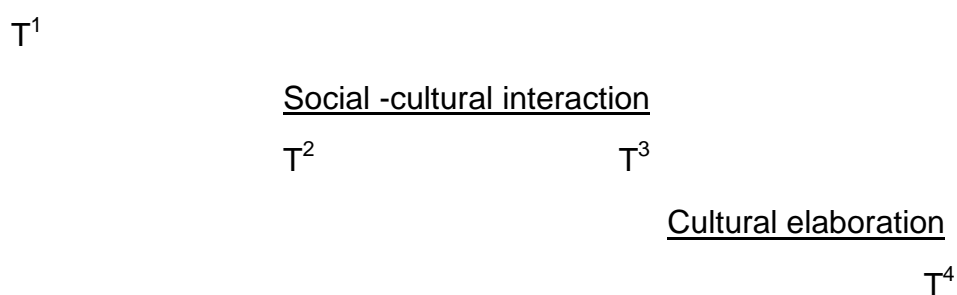 T¹
Social -cultural interaction
T² T³
Cultural elaboration
T⁴